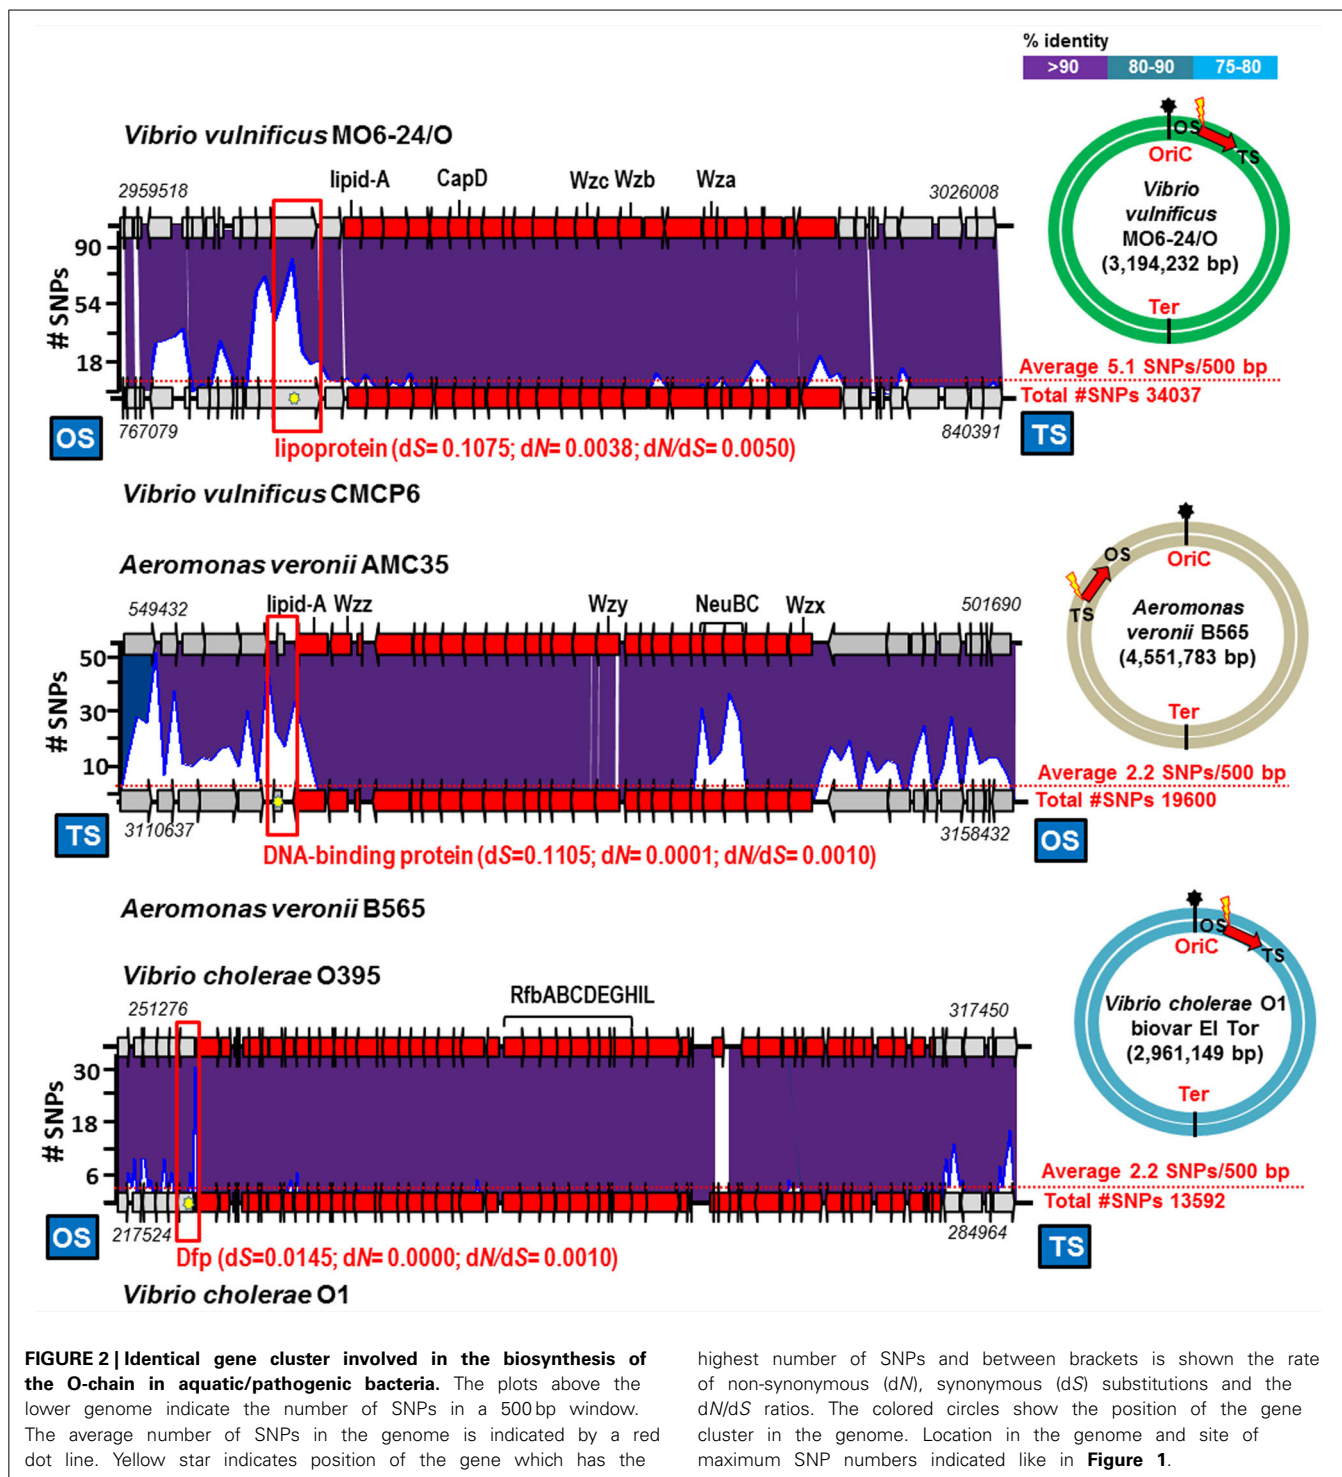 % identity
>90 80-90 75-80
Vibrio vulnificus MO6-24/O
lipid-A CapD Wzc Wzb Wza
2959518 3026008
90
54
18
# SNPs
OS
767079 840391
TS
lipoprotein (dS= 0.1075; dN= 0.0038; dN/dS= 0.0050)
Vibrio vulnificus CMCP6
OS
TS
OriC
Vibrio
vulnificus
MO6-24/O
(3,194,232 bp)
Ter
Average 5.1 SNPs/500 bp
Total #SNPs 34037
Aeromonas veronii AMC35
549432 lipid-A Wzz Wzy NeuBC Wzx 501690
50
30
10
# SNPs
TS
3110637 3158432
OS
DNA-binding protein (dS=0.1105; dN= 0.0001; dN/dS= 0.0010)
Aeromonas veronii B565
OS
TS
OriC
Aeromonas
veronii B565
(4,551,783 bp)
Ter
Average 2.2 SNPs/500 bp
Total #SNPs 19600
Vibrio cholerae O395
251276 RfbABCDEGHIL 317450
30
18
6
# SNPs
OS
217524 284964
TS
Dfp (dS=0.0145; dN= 0.0000; dN/dS= 0.0010)
Vibrio cholerae O1
OS
TS
OriC
Vibrio cholerae O1
biovar El Tor
(2,961,149 bp)
Ter
Average 2.2 SNPs/500 bp
Total #SNPs 13592
FIGURE 2 | Identical gene cluster involved in the biosynthesis of
the O-chain in aquatic/pathogenic bacteria. The plots above the
lower genome indicate the number of SNPs in a 500 bp window.
The average number of SNPs in the genome is indicated by a red
dot line. Yellow star indicates position of the gene which has the
highest number of SNPs and between brackets is shown the rate
of non-synonymous (dN), synonymous (dS) substitutions and the
dN/dS ratios. The colored circles show the position of the gene
cluster in the genome. Location in the genome and site of
maximum SNP numbers indicated like in Figure 1.